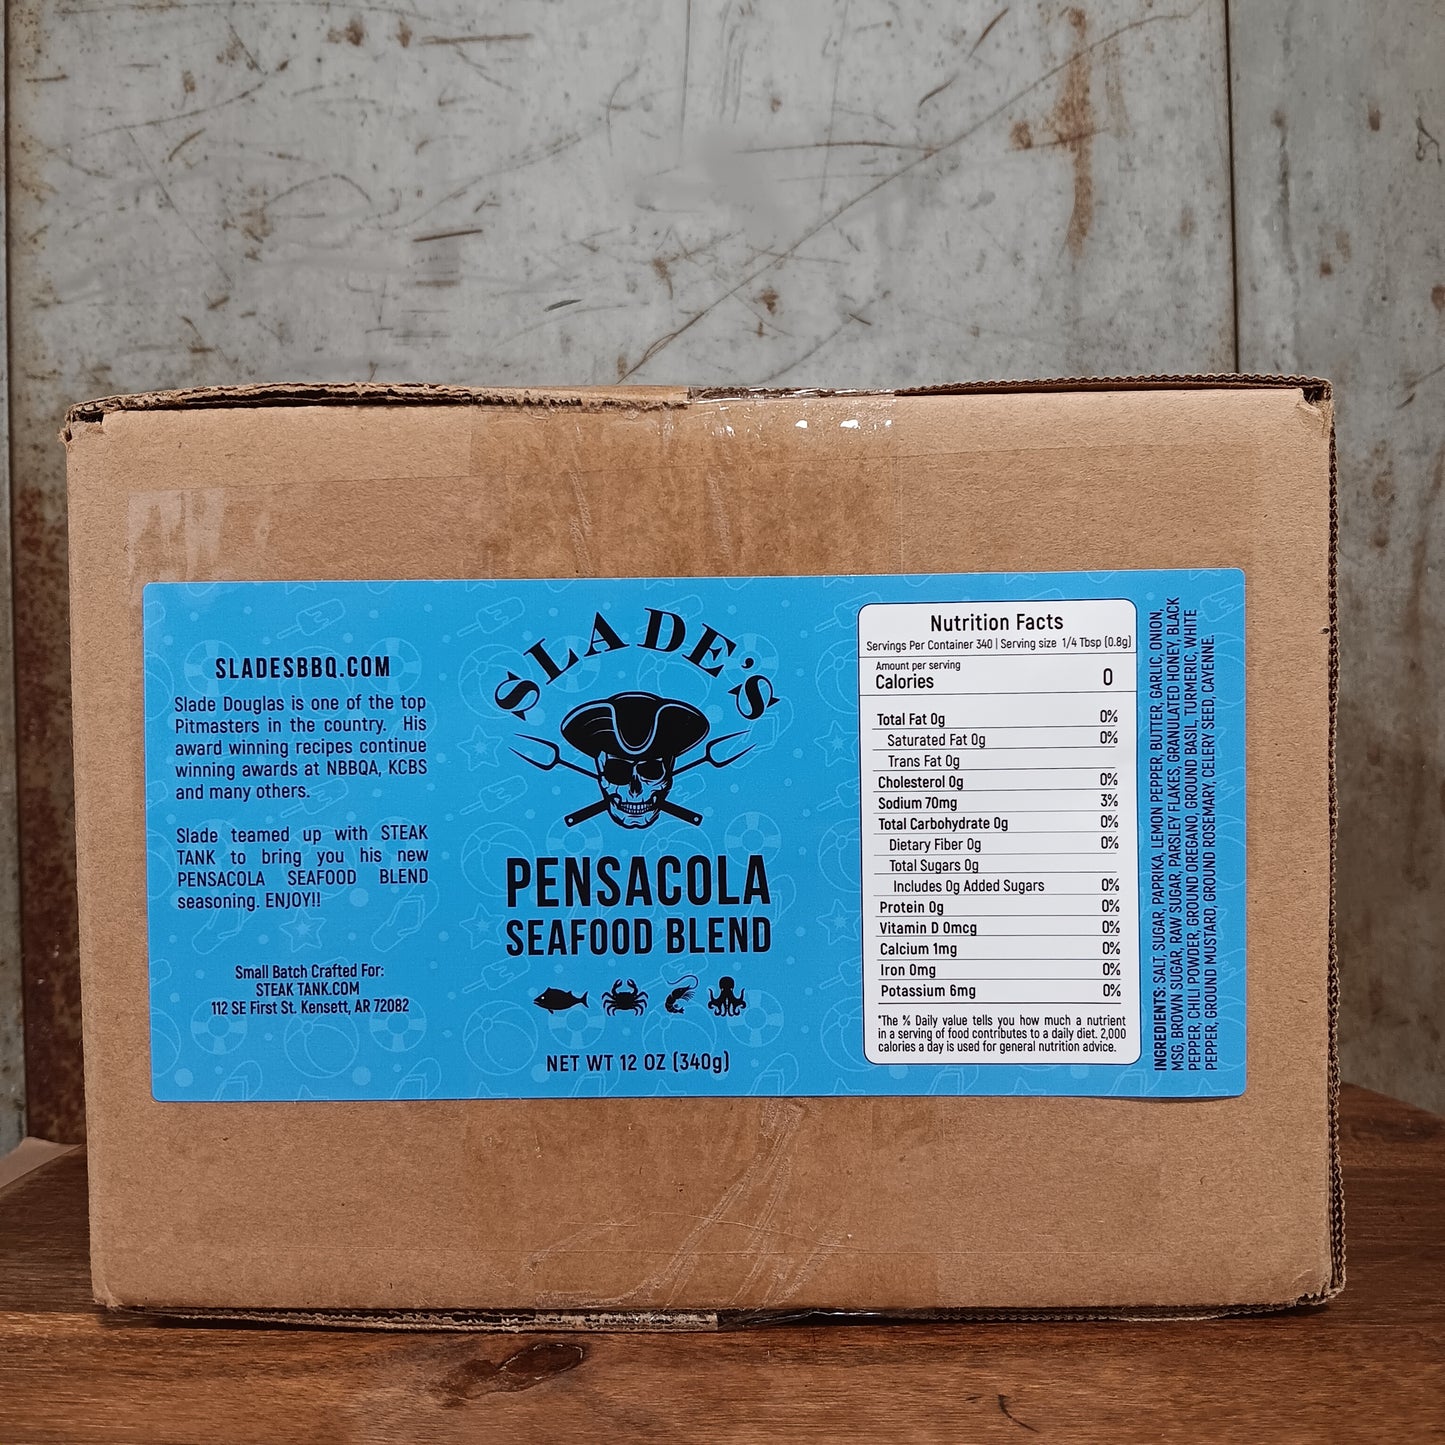 SLADESBBQ.COM
Slade Douglas is one of the top
Pitmasters in the country. His
award winning recipes continue
winning awards at NBBQA, KCBS
and many others.
Slade teamed up with STEAK
TANK to bring you his new
PENSACOLA SEAFOOD BLEND
seasoning. ENJOY!!
Small Batch Crafted For:
STEAK TANK.COM
112 SE First St. Kensett, AR 72082
SLADE'S
PENSACOLA
SEAFOOD BLEND
NET WT 12 OZ (340g)
Nutrition Facts
Servings Per Container 340 | Serving size 1/4 Tbsp (0.8g)
Amount per serving
Calories 0
Total Fat 0g 0%
Saturated Fat 0g 0%
Trans Fat 0g
Cholesterol 0g 0%
Sodium 70mg 3%
Total Carbohydrate 0g 0%
Dietary Fiber 0g 0%
Total Sugars 0g
Includes 0g Added Sugars 0%
Protein 0g 0%
Vitamin D 0mcg 0%
Calcium 1mg 0%
Iron 0mg 0%
Potassium 6mg 0%
*The % Daily value tells you how much a nutrient
in a serving of food contributes to a daily diet. 2,000
calories a day is used for general nutrition advice.
INGREDIENTS: SALT, SUGAR, PAPRIKA, LEMON PEPPER, BUTTER, GARLIC, ONION,
MSG, BROWN SUGAR, RAW SUGAR, PARSLEY FLAKES, GRANULATED HONEY, BLACK
PEPPER, CHILI POWDER, GROUND OREGANO, GROUND BASIL, TURMERIC, WHITE
PEPPER, GROUND MUSTARD, GROUND ROSEMARY, CELERY SEED, CAYENNE.